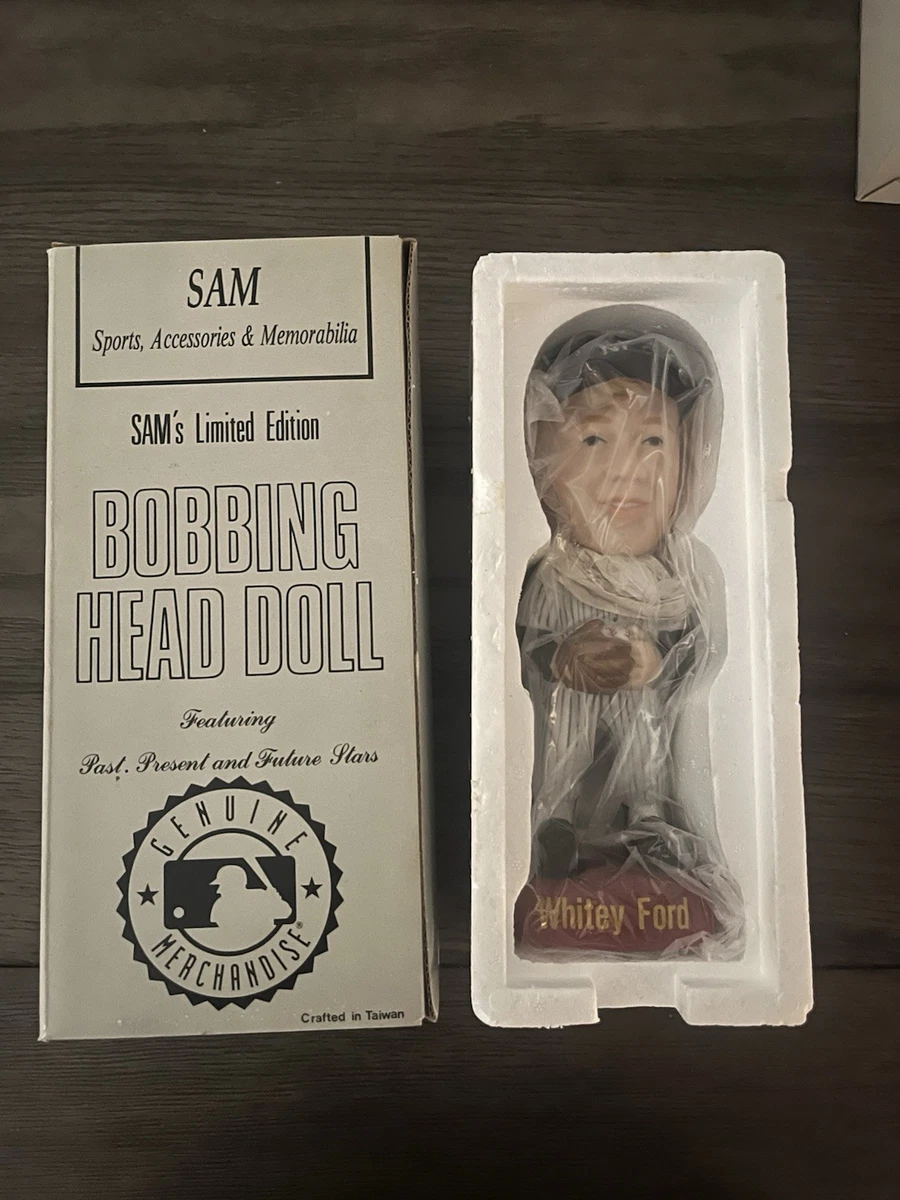 SAM
Sports, Accessories & Memorabilia
SAM's Limited Edition
BOBBING
HEAD DOLL
Featuring
Past. Present and Future Stars
GENUINE
MERCHANDISE®
Crafted in Taiwan
Whitey Ford